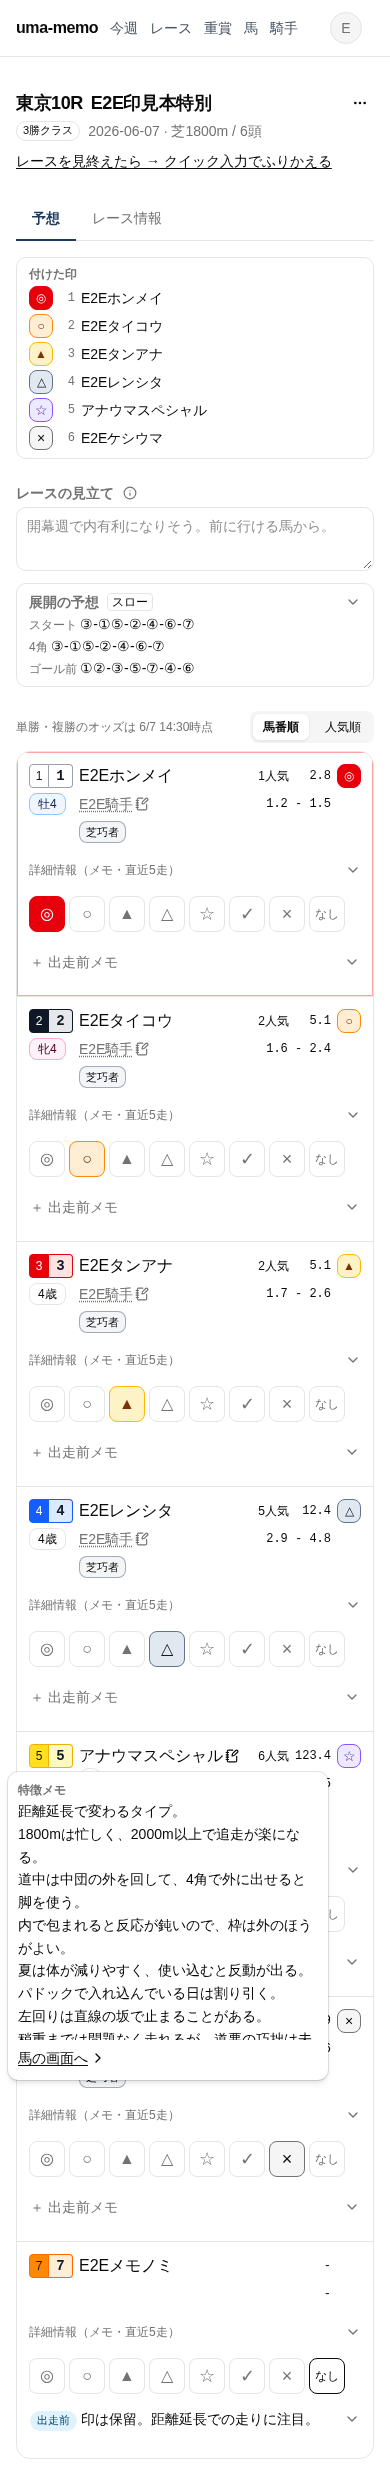 uma-memo 今週 レース 重賞 馬 騎手 E
東京10R E2E印見本特別 …
3勝クラス 2026-06-07 · 芝1800m / 6頭
レースを見終えたら → クイック入力でふりかえる
予想 レース情報
付けた印
◎ 1 E2Eホンメイ
○ 2 E2Eタイコウ
▲ 3 E2Eタンアナ
△ 4 E2Eレンシタ
☆ 5 アナウマスペシャル
× 6 E2Eケシウマ
レースの見立て
開幕週で内有利になりそう。前に行ける馬から。
展開の予想 スロー
スタート ③-①⑤-②-④-⑥-⑦
4角 ③-①⑤-②-④-⑥-⑦
ゴール前 ①②-③-⑤-⑦-④-⑥
単勝・複勝のオッズは 6/7 14:30時点 馬番順 人気順
1 1 E2Eホンメイ 1人気 2.8 ◎
牡4 E2E騎手 1.2 - 1.5
芝巧者
詳細情報（メモ・直近5走）
◎ ○ ▲ △ ☆ ✓ × なし
＋ 出走前メモ
2 2 E2Eタイコウ 2人気 5.1 ○
牝4 E2E騎手 1.6 - 2.4
芝巧者
詳細情報（メモ・直近5走）
◎ ○ ▲ △ ☆ ✓ × なし
＋ 出走前メモ
3 3 E2Eタンアナ 2人気 5.1 ▲
4歳 E2E騎手 1.7 - 2.6
芝巧者
詳細情報（メモ・直近5走）
◎ ○ ▲ △ ☆ ✓ × なし
＋ 出走前メモ
4 4 E2Eレンシタ 5人気 12.4 △
4歳 E2E騎手 2.9 - 4.8
芝巧者
詳細情報（メモ・直近5走）
◎ ○ ▲ △ ☆ ✓ × なし
＋ 出走前メモ
5 5 アナウマスペシャル 6人気 123.4 ☆
特徴メモ
距離延長で変わるタイプ。
1800mは忙しく、2000m以上で追走が楽にな
る。
道中は中団の外を回して、4角で外に出せると
脚を使う。
内で包まれると反応が鈍いので、枠は外のほう
がよい。
夏は体が減りやすく、使い込むと反動が出る。
パドックで入れ込んでいる日は割り引く。
左回りは直線の坂で止まることがある。
稍重までは問題なく走れるが、道悪の巧拙は未
馬の画面へ
×
詳細情報（メモ・直近5走）
◎ ○ ▲ △ ☆ ✓ × なし
＋ 出走前メモ
7 7 E2Eメモノミ -
-
詳細情報（メモ・直近5走）
◎ ○ ▲ △ ☆ ✓ × なし
出走前 印は保留。距離延長での走りに注目。